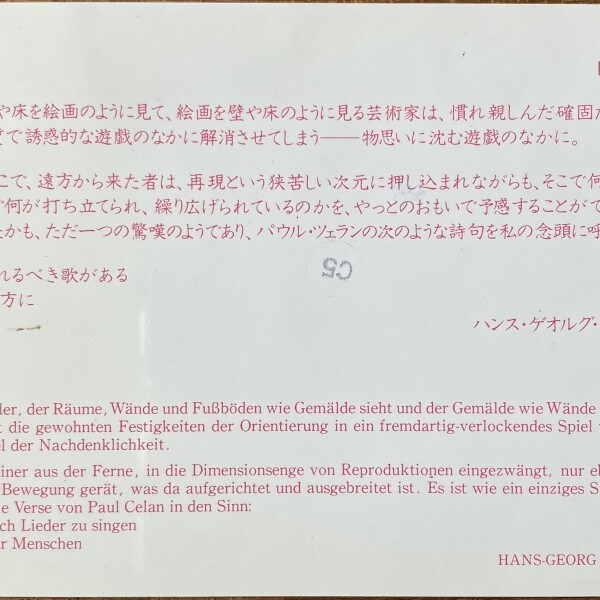 や床を絵画のように見て、絵画を壁や床のように見る芸術家は、慣れ親しんだ確固
で誘惑的な遊戯のなかに解消させてしまう——物思いに沈む遊戯のなかに。
こで、遠方から来た者は、再現という狭苦しい次元に押し込まれながらも、そこで何
何が打ち立てられ、繰り広げられているのかを、やっとのおもいで予感することがで
かも、ただ一つの驚嘆のようであり、パウル・ツェランの次のような詩句を私の念頭に呼
れるべき歌がある
方に
C5
ハンス・ゲオルグ・
ler, der Räume, Wände und Fußböden wie Gemälde sieht und der Gemälde wie Wände
t die gewohnten Festigkeiten der Orientierung in ein fremdartig-verlockendes Spiel
el der Nachdenklichkeit.
iner aus der Ferne, in die Dimensionsenge von Reproduktionen eingezwängt, nur
Bewegung gerät, was da aufgerichtet und ausgebreitet ist. Es ist wie ein einziges
e Verse von Paul Celan in den Sinn:
ch Lieder zu singen
r Menschen
HANS-GEORG